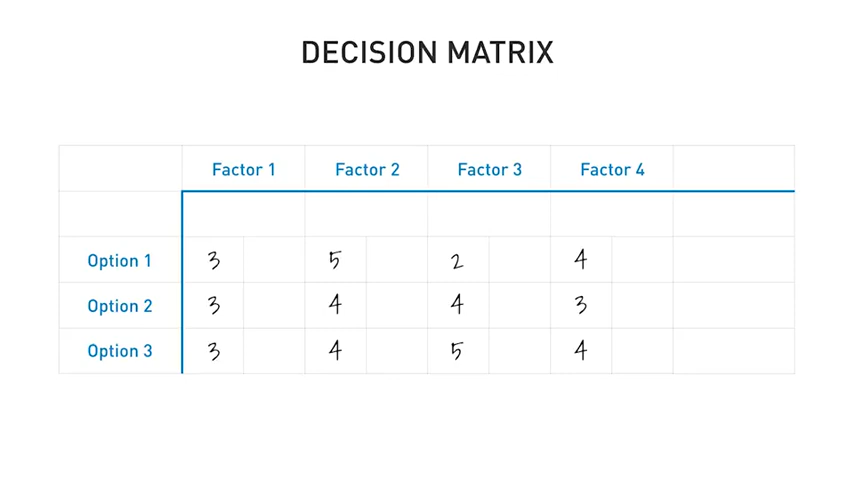 DECISION MATRIX
Factor 1 Factor 2 Factor 3 Factor 4
Option 1 3 5 2 4
Option 2 3 4 4 3
Option 3 3 4 5 4